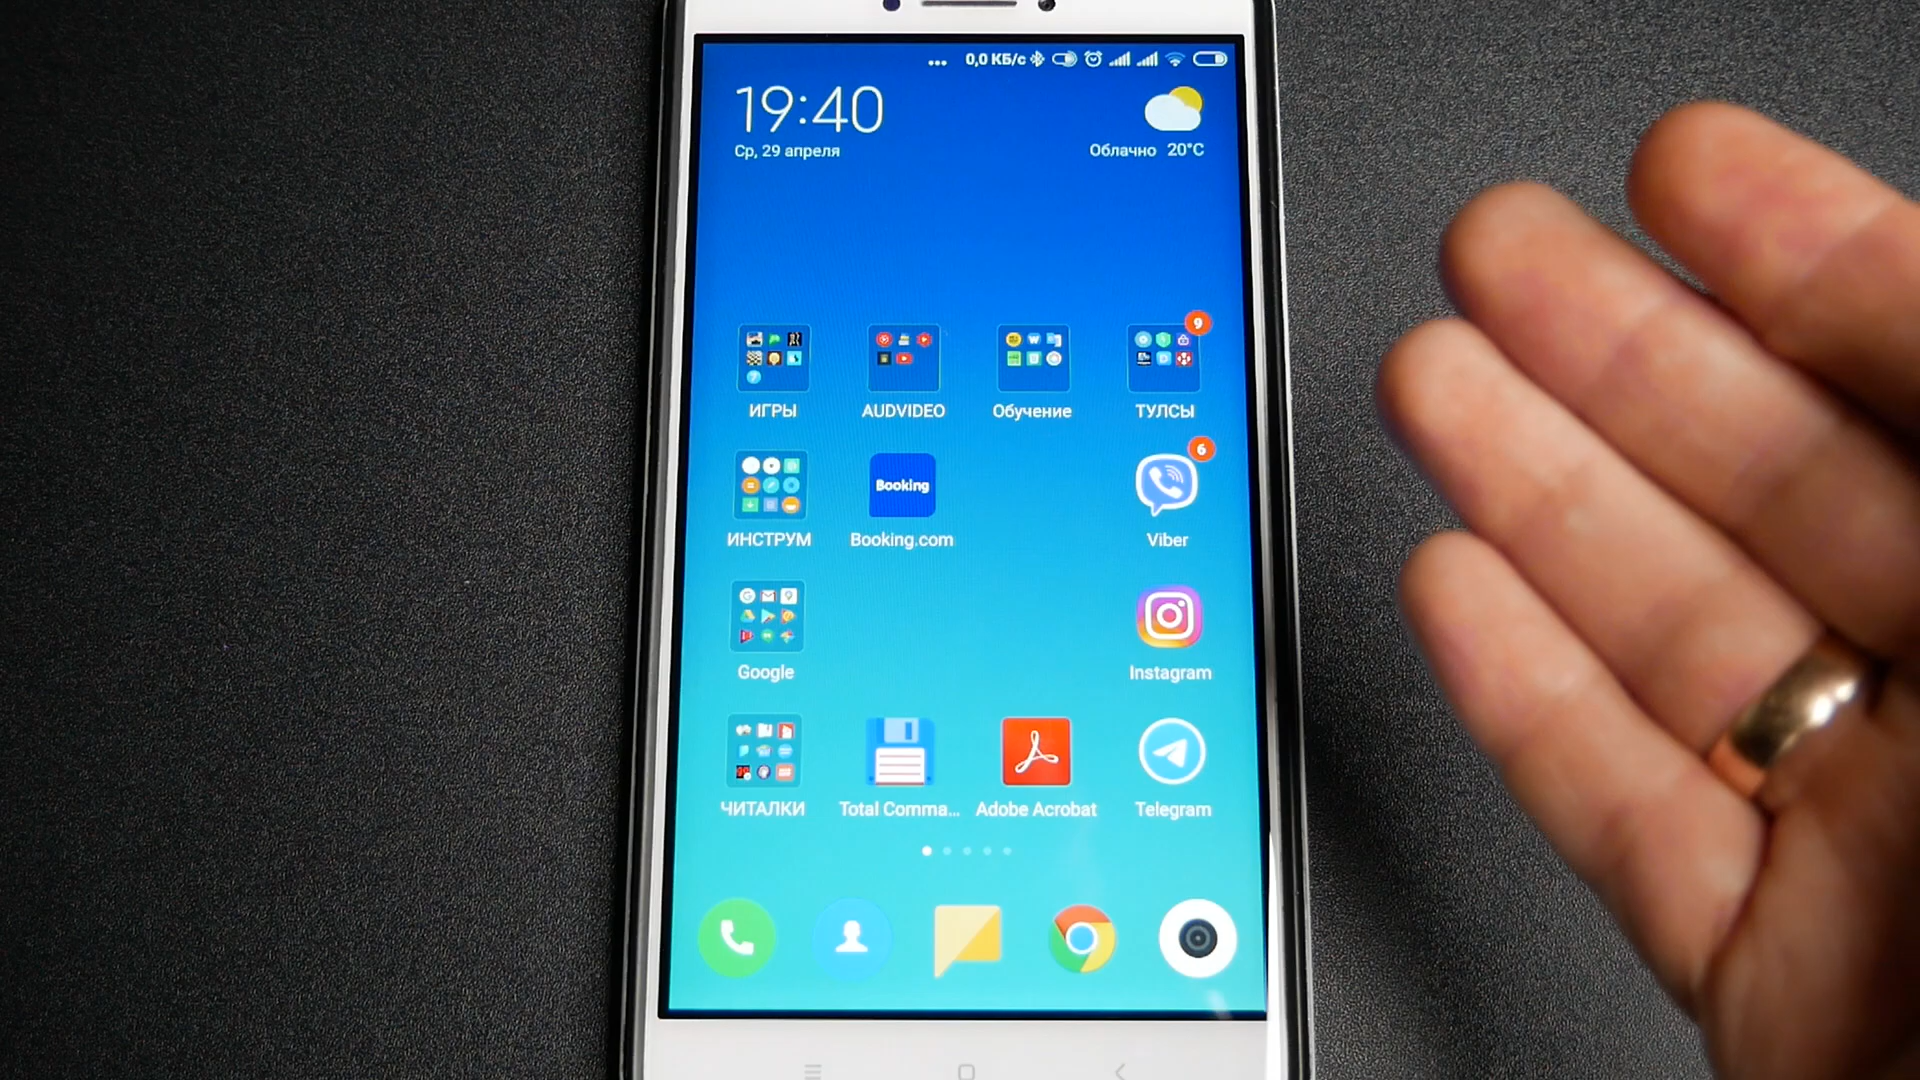 ... 0,0 КБ/с
19:40
Ср, 29 апреля
Облачно 20°C
9
ИГРЫ AUDVIDEO Обучение ТУЛСЫ
6
Booking
ИНСТРУМ Booking.com Viber
Google Instagram
ЧИТАЛКИ Total Comma... Adobe Acrobat Telegram